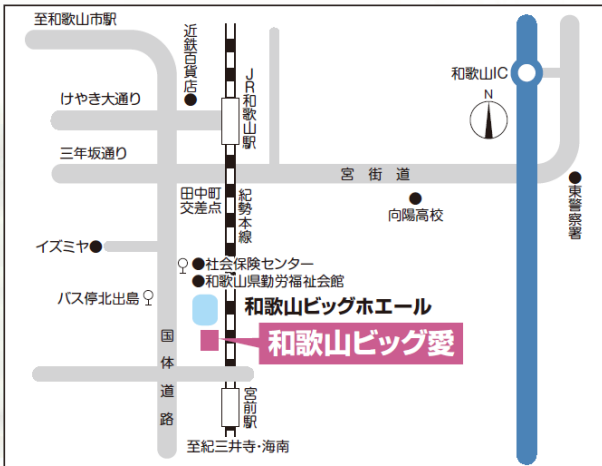 至和歌山市駅
近鉄百貨店
JR和歌山駅
和歌山IC
N
けやき大通り
三年坂通り
宮街道
田中町
交差点
紀勢本線
向陽高校
東警察署
イズミヤ
社会保険センター
和歌山県勤労福祉会館
バス停北出島
和歌山ビッグホエール
和歌山ビッグ愛
国体道路
宮前駅
至紀三井寺・海南